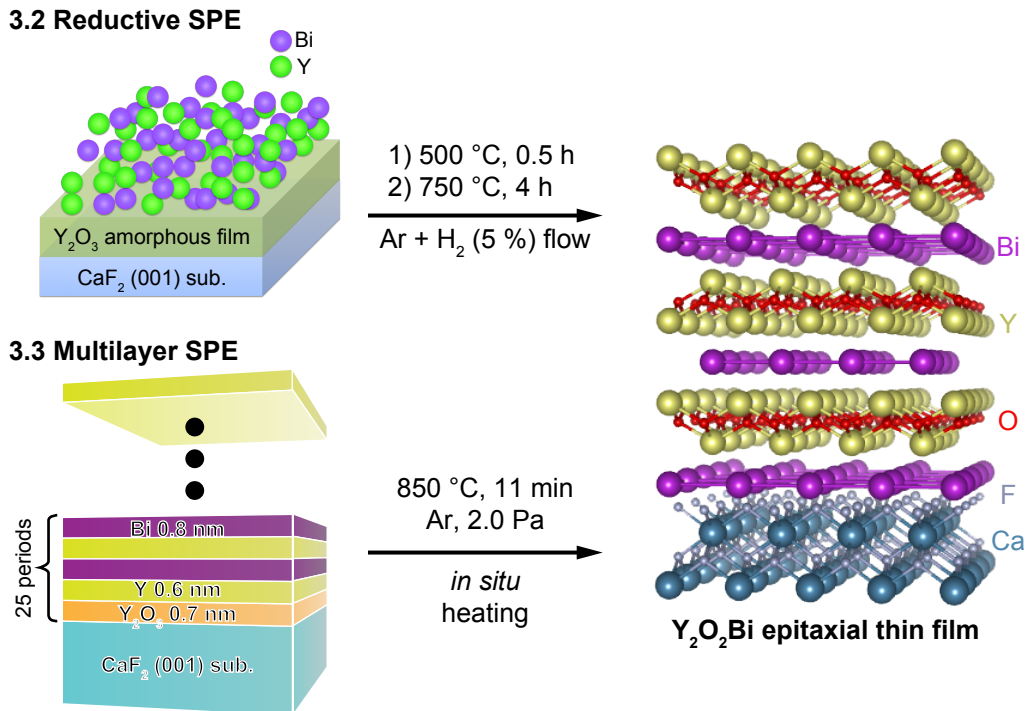 3.2 Reductive SPE
Bi
Y
Y₂O₃ amorphous film
CaF₂ (001) sub.
1) 500 °C, 0.5 h
2) 750 °C, 4 h
Ar + H₂ (5 %) flow
3.3 Multilayer SPE
25 periods
Bi 0.8 nm
Y 0.6 nm
Y₂O₃ 0.7 nm
CaF₂ (001) sub.
850 °C, 11 min
Ar, 2.0 Pa
in situ
heating
Bi
Y
O
F
Ca
Y₂O₂Bi epitaxial thin film